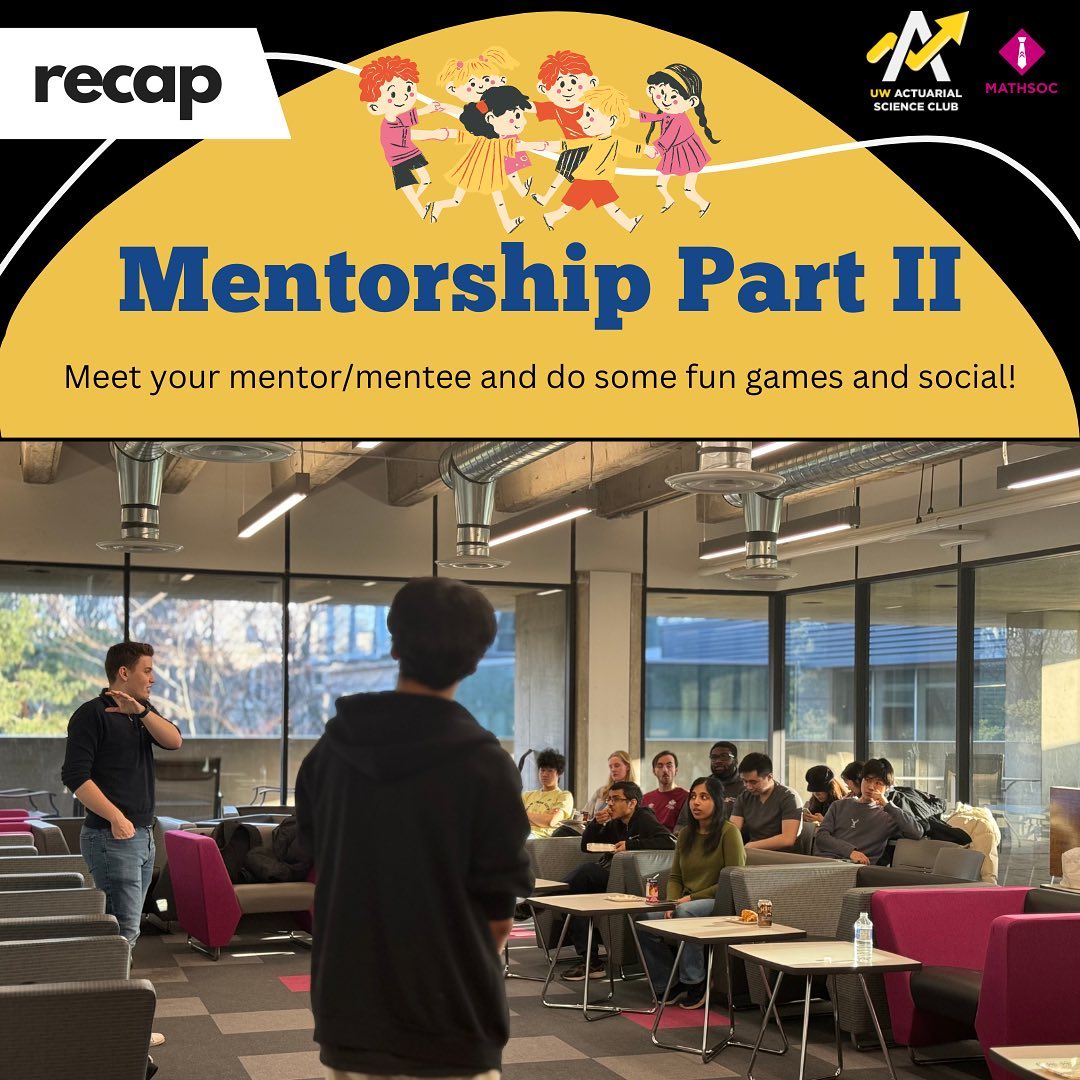 recap
UW ACTUARIAL
SCIENCE CLUB
MATHSOC
Mentorship Part II
Meet your mentor/mentee and do some fun games and social!